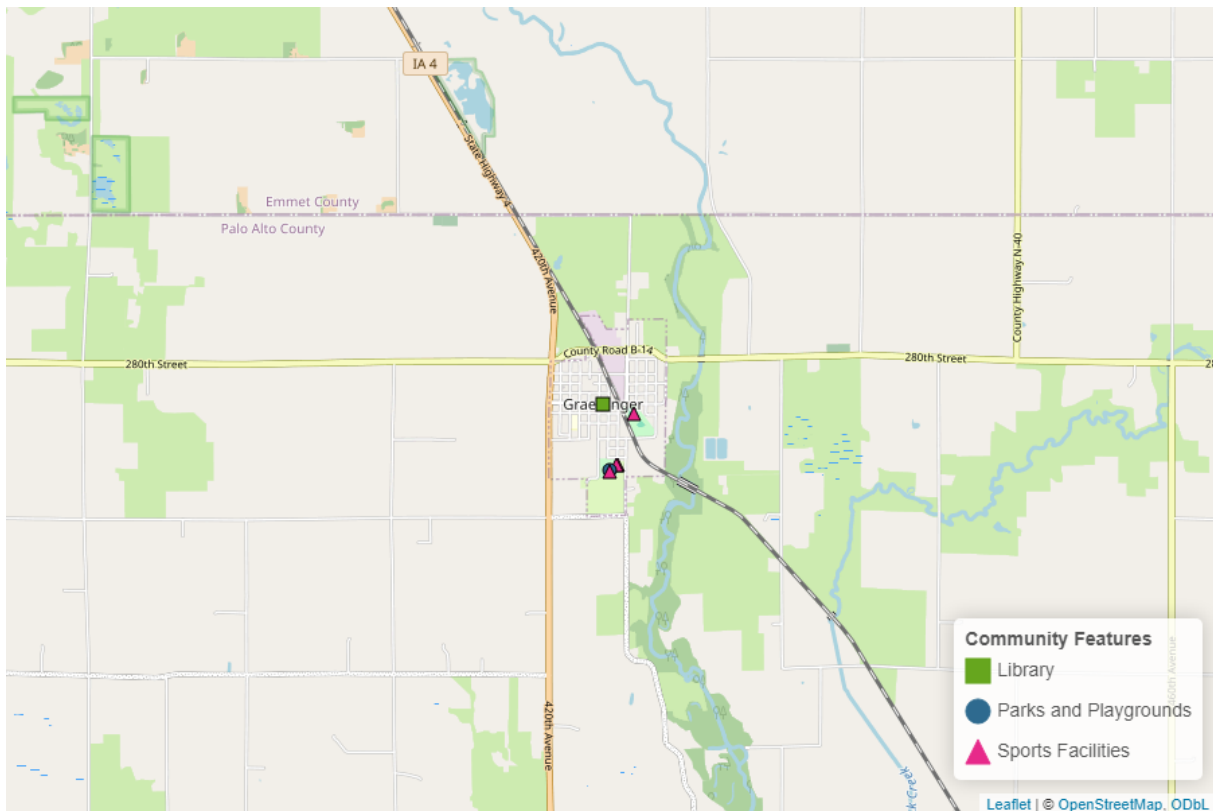 IA 4
State Highway 4
Emmet County
Palo Alto County
420th Avenue
County Highway N-40
County Road B-14
280th Street
280th Street
28
420th Avenue
Community Features
Library
Parks and Playgrounds
Sports Facilities
Leaflet | © OpenStreetMap, ODbL